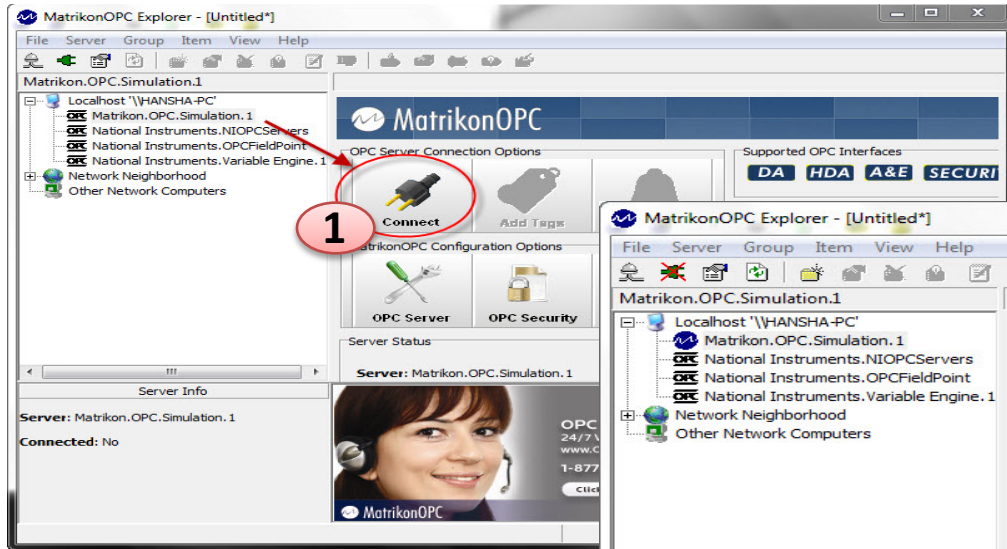 MatrikonOPC Explorer - [Untitled*]
File Server Group Item View Help
Matrikon.OPC.Simulation.1
Localhost '\\HANSHA-PC'
Matrikon.OPC.Simulation.1
National Instruments.NIOPCServers
National Instruments.OPCFieldPoint
National Instruments.Variable Engine.1
Network Neighborhood
Other Network Computers
MatrikonOPC
OPC Server Connection Options
Connect
Add Tags
1
Supported OPC Interfaces
DA HDA A&E SECURI
MatrikonOPC Configuration Options
OPC Server
OPC Security
Server Status
Server: Matrikon.OPC.Simulation.1
Server Info
Server: Matrikon.OPC.Simulation.1
Connected: No
OPC
24/7
www.
1-877
MatrikonOPC
MatrikonOPC Explorer - [Untitled*]
File Server Group Item View Help
Matrikon.OPC.Simulation.1
Localhost '\\HANSHA-PC'
Matrikon.OPC.Simulation.1
National Instruments.NIOPCServers
National Instruments.OPCFieldPoint
National Instruments.Variable Engine.1
Network Neighborhood
Other Network Computers